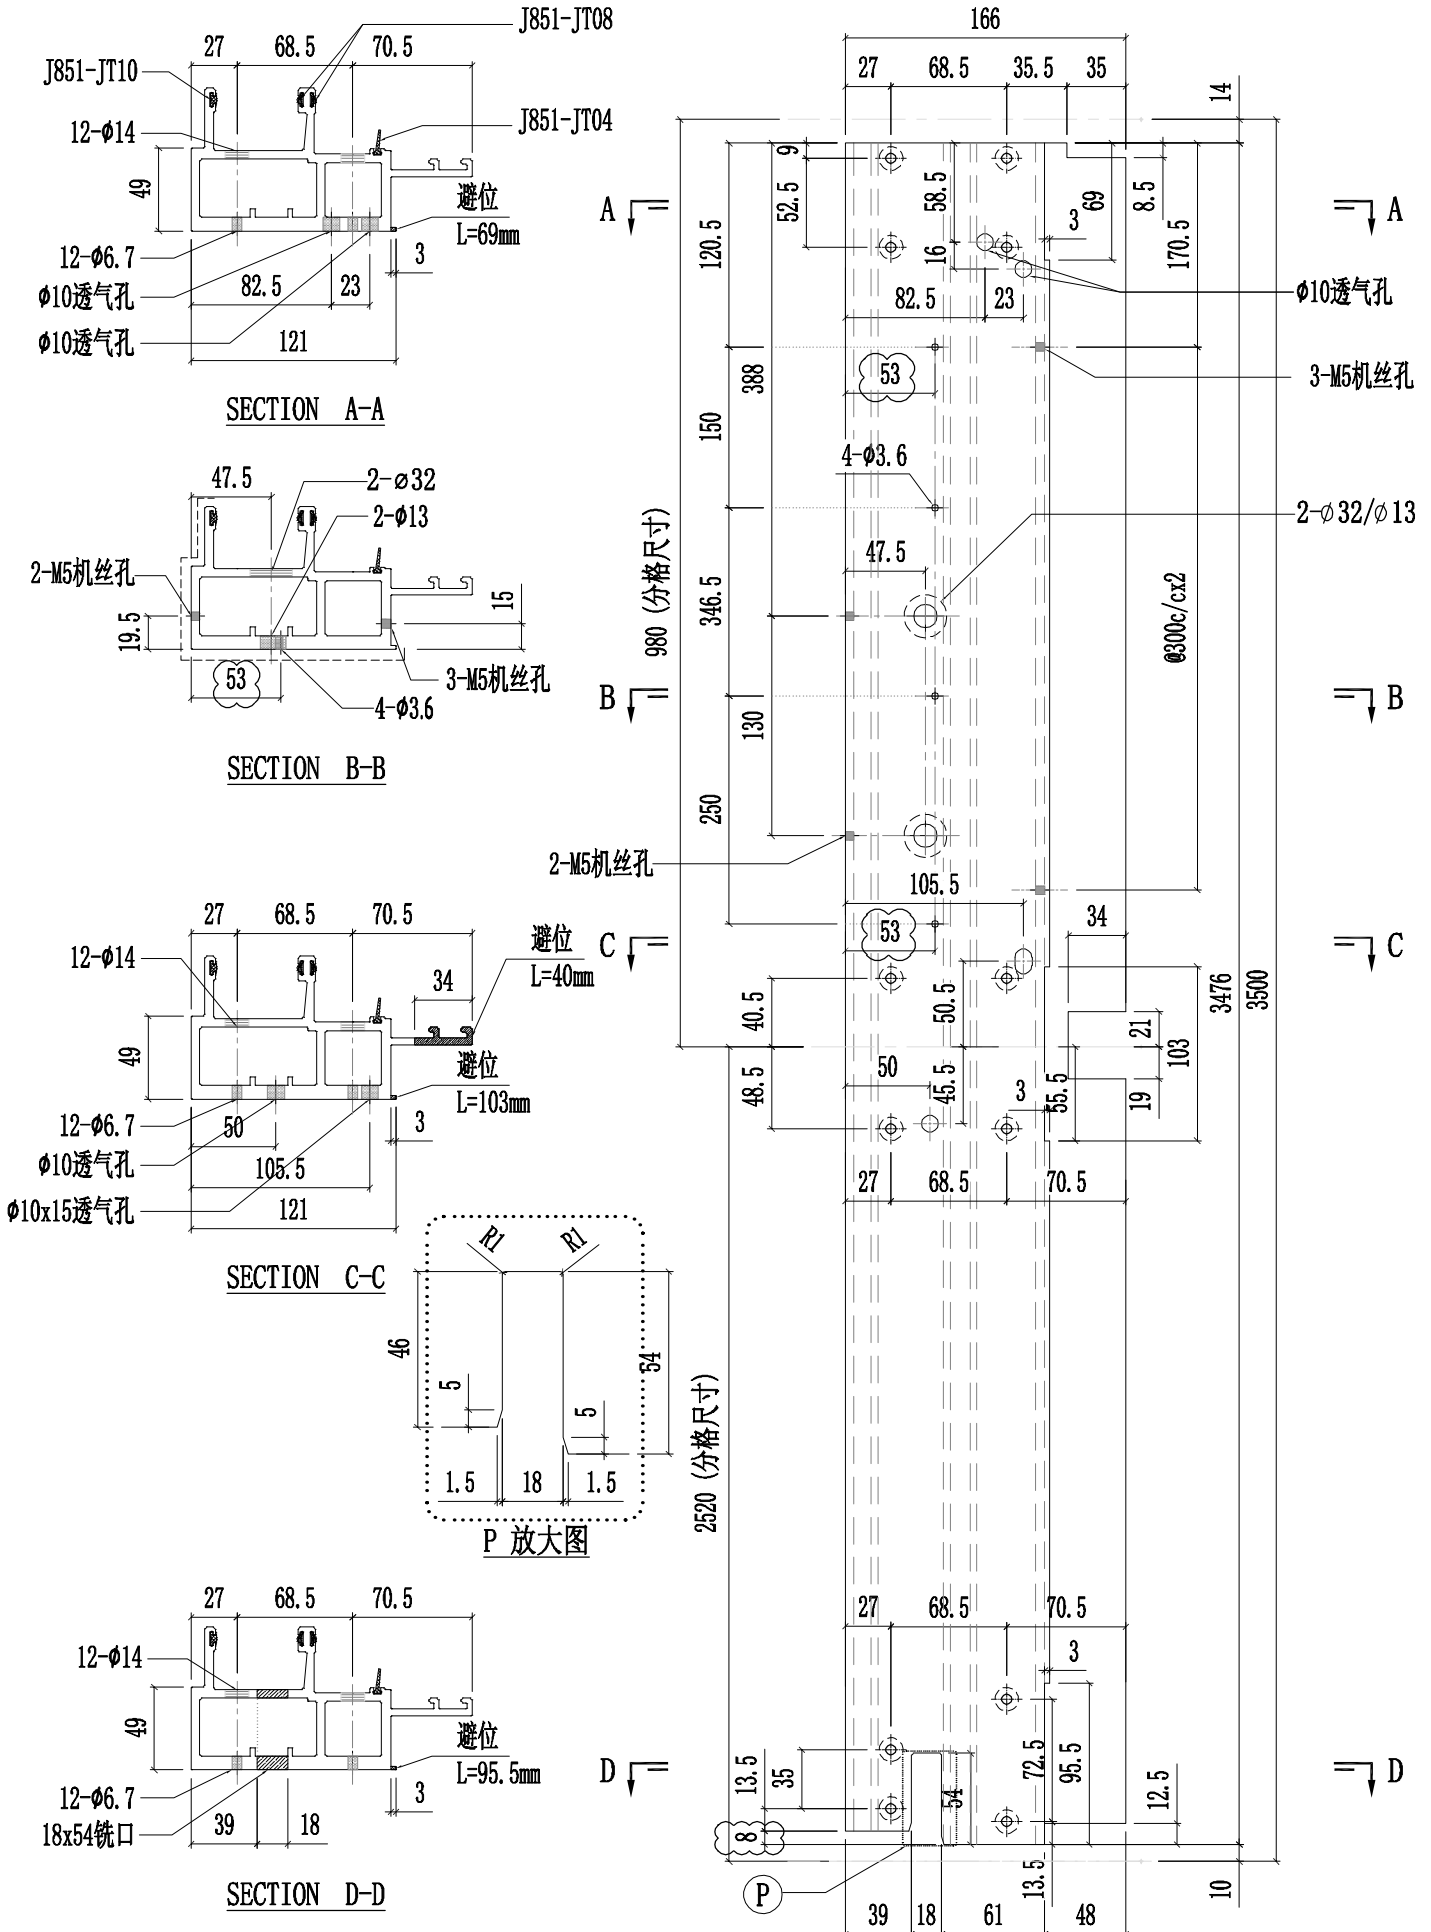 J851-JT08
27
68.5
70.5
J851-JT10
12-ϕ14
J851-JT04
49
避位
L=69mm
12-ϕ6.7
3
ϕ10透气孔
82.5
23
ϕ10透气孔
121
SECTION A-A
47.5
2-⌀32
2-ϕ13
2-M5机丝孔
19.5
15
53
3-M5机丝孔
4-ϕ3.6
SECTION B-B
27
68.5
70.5
12-ϕ14
避位
L=40mm
34
49
避位
L=103mm
12-ϕ6.7
50
3
ϕ10透气孔
105.5
ϕ10x15透气孔
121
SECTION C-C
R1
R1
46
54
5
5
1.5
18
1.5
P 放大图
27
68.5
70.5
12-ϕ14
49
避位
L=95.5mm
12-ϕ6.7
3
18x54铣口
39
18
SECTION D-D
166
27
68.5
35.5
35
14
9
52.5
58.5
16
69
8.5
3
A
A
120.5
170.5
82.5
23
ϕ10透气孔
53
388
3-M5机丝孔
150
4-ϕ3.6
980 (分格尺寸)
2-⌀32/⌀13
47.5
346.5
@300c/cx2
B
B
130
250
2-M5机丝孔
105.5
53
34
C
C
40.5
50.5
3476
3500
21
103
50
48.5
45.5
3
55.5
19
27
68.5
70.5
2520 (分格尺寸)
27
68.5
70.5
3
13.5
35
72.5
95.5
54
12.5
D
D
8
P
13.5
10
39
18
61
48